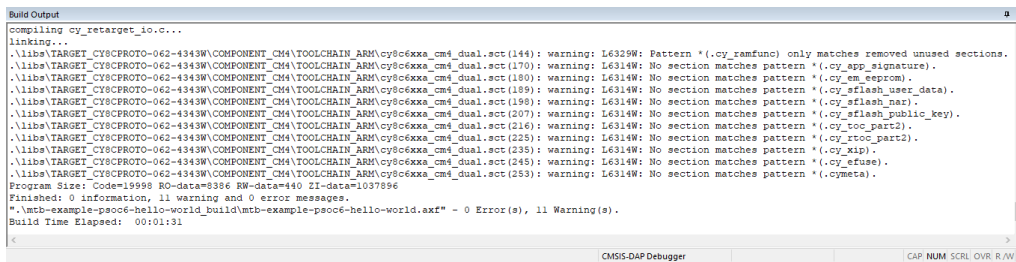 Build Output
compiling cy_retarget_io.c...
linking...
.\libs\TARGET_CY8CPROTO-062-4343W\COMPONENT_CM4\TOOLCHAIN_ARM\cy8c6xxa_cm4_dual.sct(144): warning: L6329W: Pattern *(.cy_ramfunc) only matches removed unused sections.
.\libs\TARGET_CY8CPROTO-062-4343W\COMPONENT_CM4\TOOLCHAIN_ARM\cy8c6xxa_cm4_dual.sct(170): warning: L6314W: No section matches pattern *(.cy_app_signature).
.\libs\TARGET_CY8CPROTO-062-4343W\COMPONENT_CM4\TOOLCHAIN_ARM\cy8c6xxa_cm4_dual.sct(180): warning: L6314W: No section matches pattern *(.cy_em_eeprom).
.\libs\TARGET_CY8CPROTO-062-4343W\COMPONENT_CM4\TOOLCHAIN_ARM\cy8c6xxa_cm4_dual.sct(189): warning: L6314W: No section matches pattern *(.cy_sflash_user_data).
.\libs\TARGET_CY8CPROTO-062-4343W\COMPONENT_CM4\TOOLCHAIN_ARM\cy8c6xxa_cm4_dual.sct(198): warning: L6314W: No section matches pattern *(.cy_sflash_nar).
.\libs\TARGET_CY8CPROTO-062-4343W\COMPONENT_CM4\TOOLCHAIN_ARM\cy8c6xxa_cm4_dual.sct(207): warning: L6314W: No section matches pattern *(.cy_sflash_public_key).
.\libs\TARGET_CY8CPROTO-062-4343W\COMPONENT_CM4\TOOLCHAIN_ARM\cy8c6xxa_cm4_dual.sct(216): warning: L6314W: No section matches pattern *(.cy_toc_part2).
.\libs\TARGET_CY8CPROTO-062-4343W\COMPONENT_CM4\TOOLCHAIN_ARM\cy8c6xxa_cm4_dual.sct(225): warning: L6314W: No section matches pattern *(.cy_rtoc_part2).
.\libs\TARGET_CY8CPROTO-062-4343W\COMPONENT_CM4\TOOLCHAIN_ARM\cy8c6xxa_cm4_dual.sct(235): warning: L6314W: No section matches pattern *(.cy_xip).
.\libs\TARGET_CY8CPROTO-062-4343W\COMPONENT_CM4\TOOLCHAIN_ARM\cy8c6xxa_cm4_dual.sct(245): warning: L6314W: No section matches pattern *(.cy_efuse).
.\libs\TARGET_CY8CPROTO-062-4343W\COMPONENT_CM4\TOOLCHAIN_ARM\cy8c6xxa_cm4_dual.sct(253): warning: L6314W: No section matches pattern *(.cymeta).
Program Size: Code=19998 RO-data=8386 RW-data=440 ZI-data=1037896
Finished: 0 information, 11 warning and 0 error messages.
".\mtb-example-psoc6-hello-world_build\mtb-example-psoc6-hello-world.axf" - 0 Error(s), 11 Warning(s).
Build Time Elapsed:  00:01:31
CMSIS-DAP Debugger CAP NUM SCRL OVR R/W